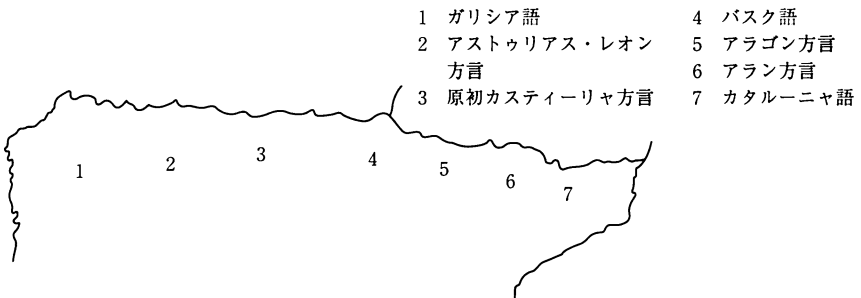 1 ガリシア語
2 アストゥリアス・レオン
方言
3 原初カスティーリャ方言
4 バスク語
5 アラゴン方言
6 アラン方言
7 カタルーニャ語
1
2
3
4
5
6
7